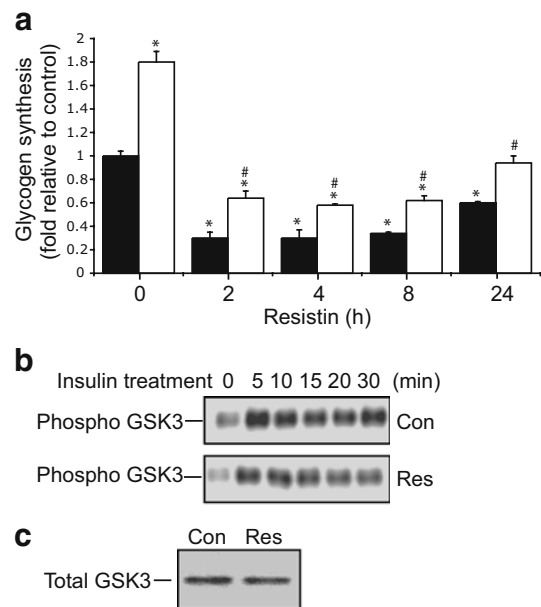 a
Glycogen synthesis
(fold relative to control)
2
1.8
1.6
1.4
1.2
1
0.8
0.6
0.4
0.2
0
*
* # *
* # *
* # *
* #
0 2 4 8 24
Resistin (h)
b
Insulin treatment 0 5 10 15 20 30 (min)
Phospho GSK3 Con
Phospho GSK3 Res
c
Con Res
Total GSK3